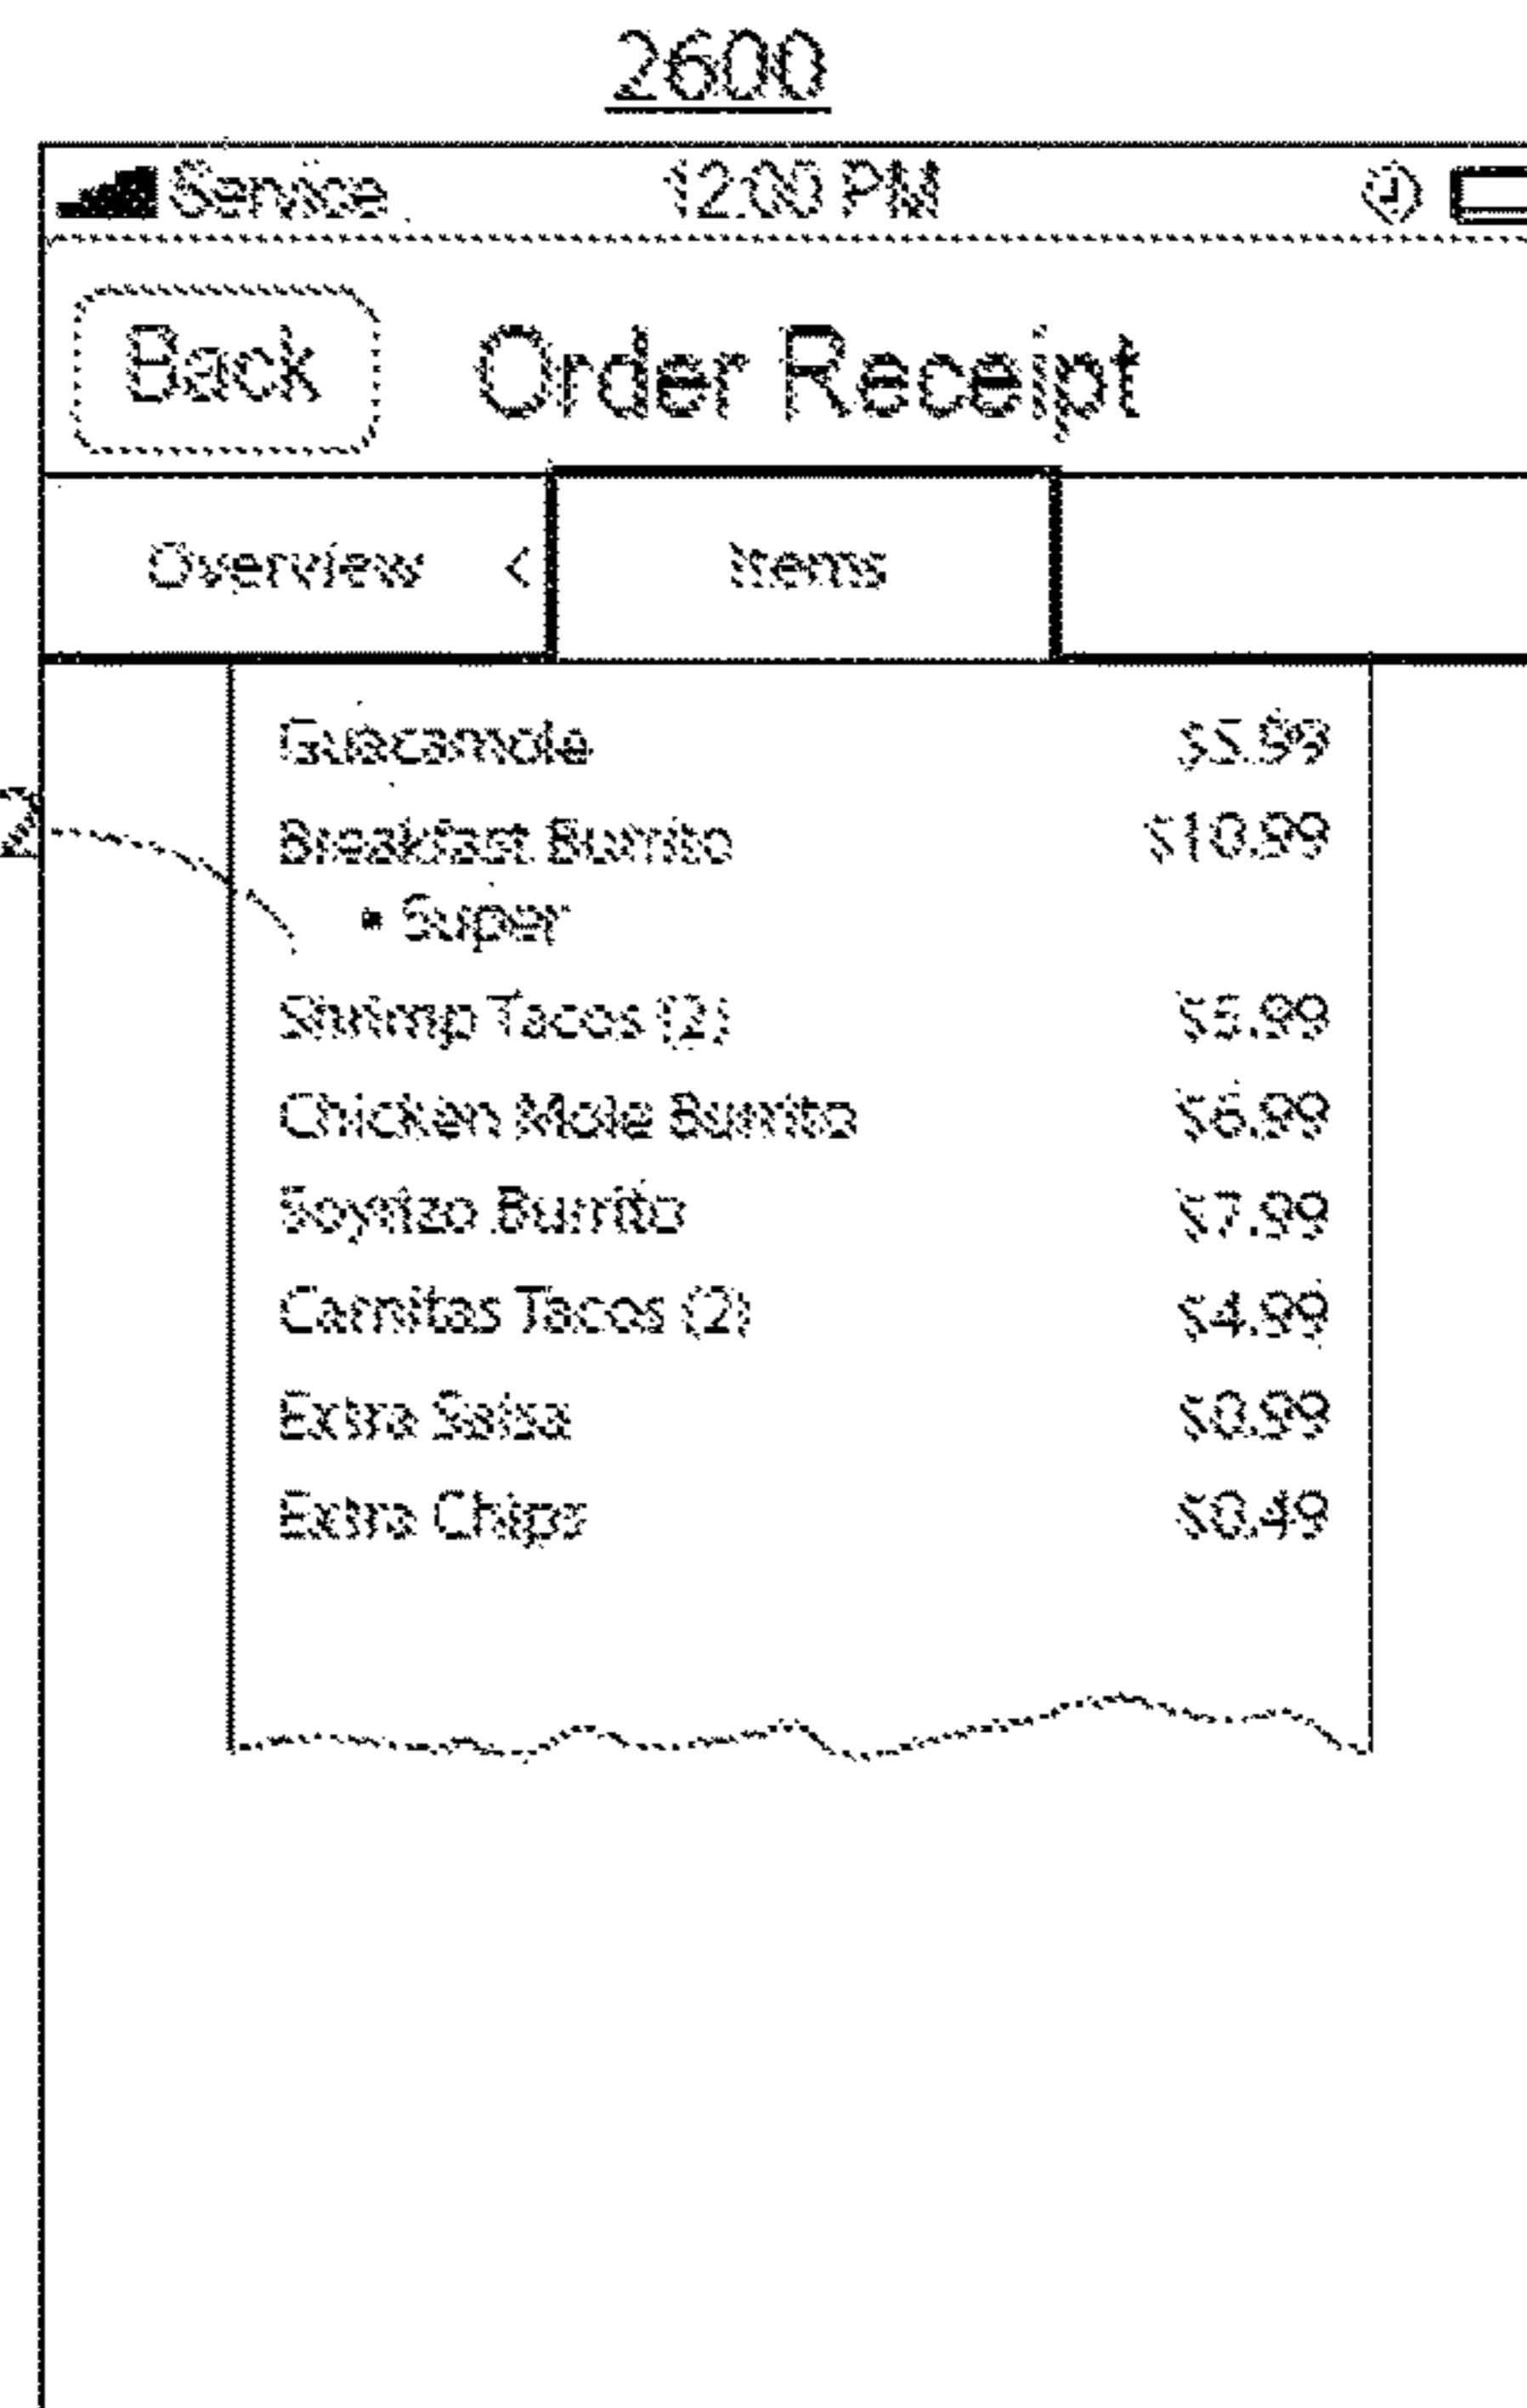 2600
Service 12:00 PM
Back Order Receipt
Overview < Items
Guacamole $5.99
Breakfast Burrito $10.99
▪ Super
Shrimp Tacos (2) $5.99
Chicken Mole Burrito $6.99
Soyrizo Burrito $7.99
Carnitas Tacos (2) $4.99
Extra Salsa $0.99
Extra Chips $0.49